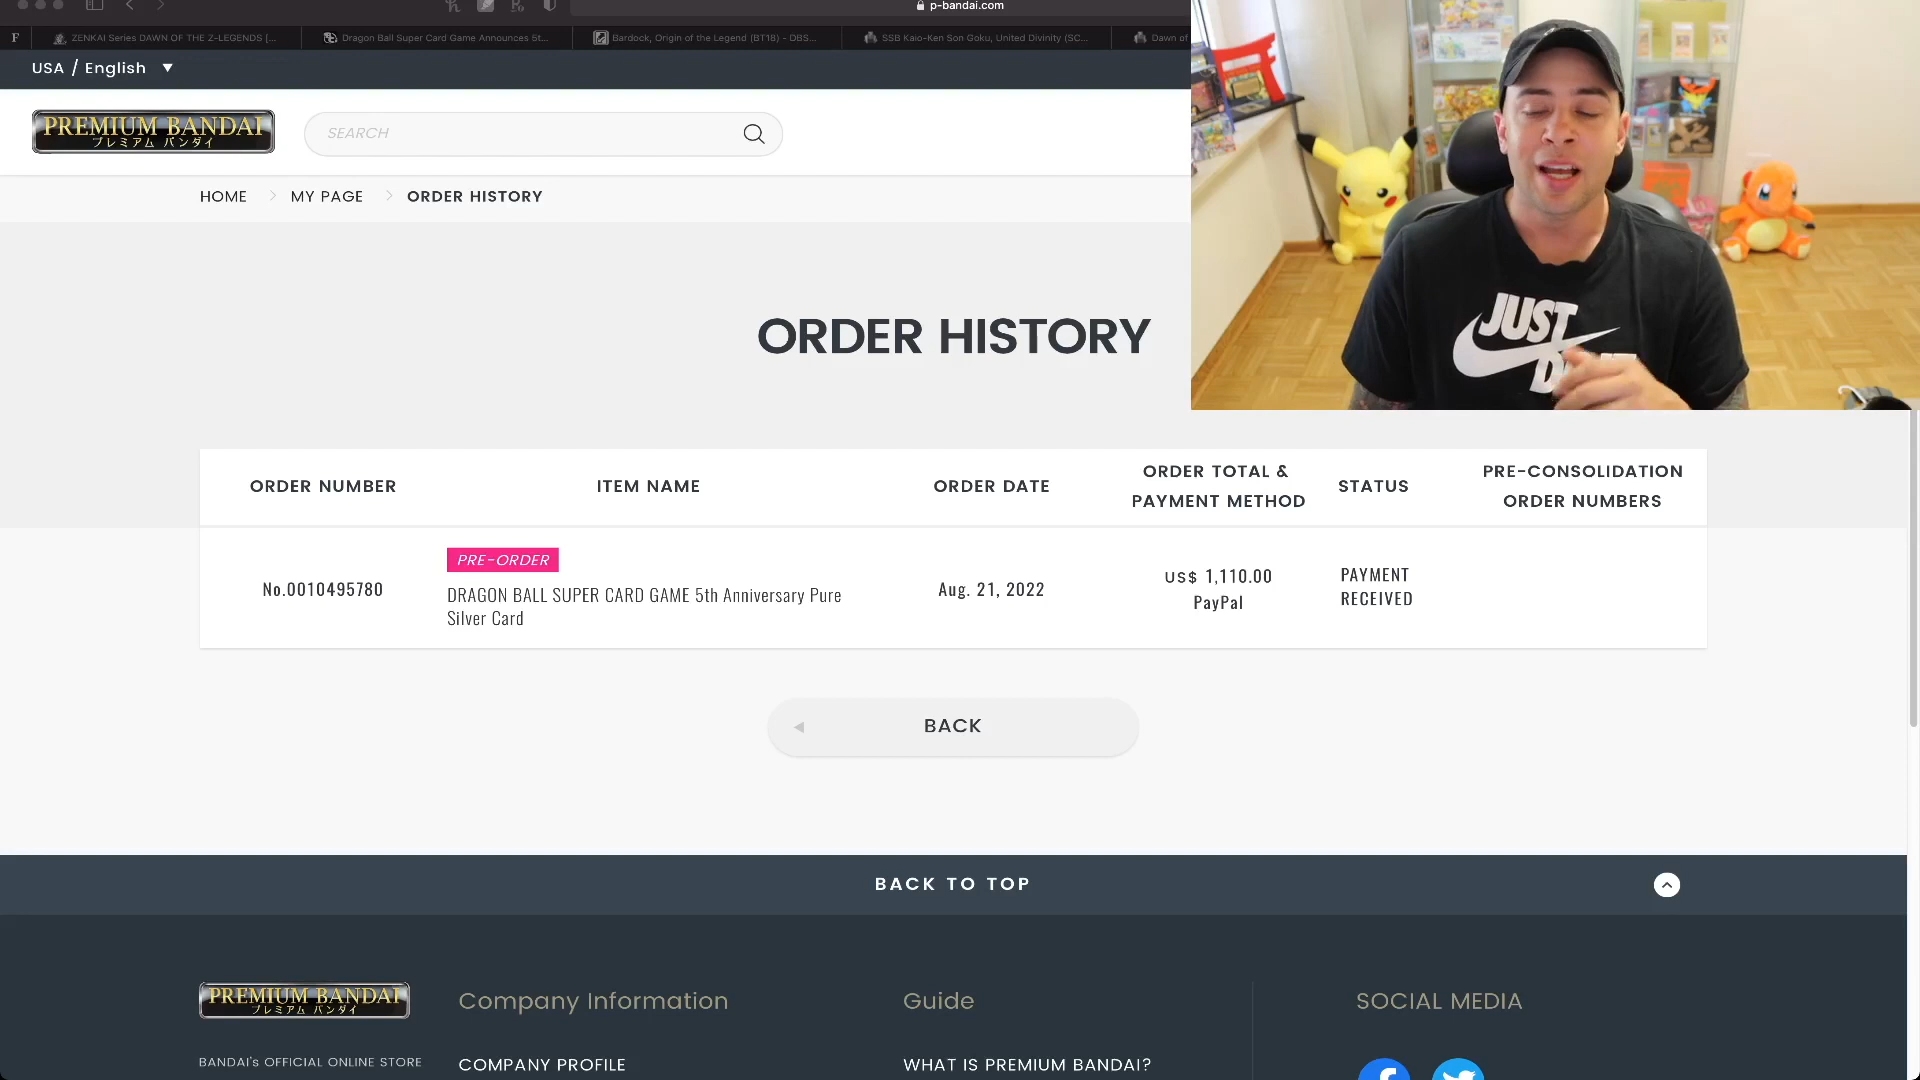 p-bandai.com
F
ZENKAI Series DAWN OF THE Z-LEGENDS [...
Dragon Ball Super Card Game Announces 5t...
Bardock, Origin of the Legend (BT18) - DBS...
SSB Kaio-Ken Son Goku, United Divinity (SC...
Dawn of
USA / English
PREMIUM BANDAI
プレミアム バンダイ
SEARCH
HOME
MY PAGE
ORDER HISTORY
ORDER HISTORY
JUST
ORDER NUMBER
ITEM NAME
ORDER DATE
ORDER TOTAL &
PAYMENT METHOD
STATUS
PRE-CONSOLIDATION
ORDER NUMBERS
PRE-ORDER
No.0010495780
DRAGON BALL SUPER CARD GAME 5th Anniversary Pure
Silver Card
Aug. 21, 2022
US$ 1,110.00
PayPal
PAYMENT
RECEIVED
BACK
BACK TO TOP
PREMIUM BANDAI
プレミアム バンダイ
Company Information
Guide
SOCIAL MEDIA
BANDAI's OFFICIAL ONLINE STORE
COMPANY PROFILE
WHAT IS PREMIUM BANDAI?